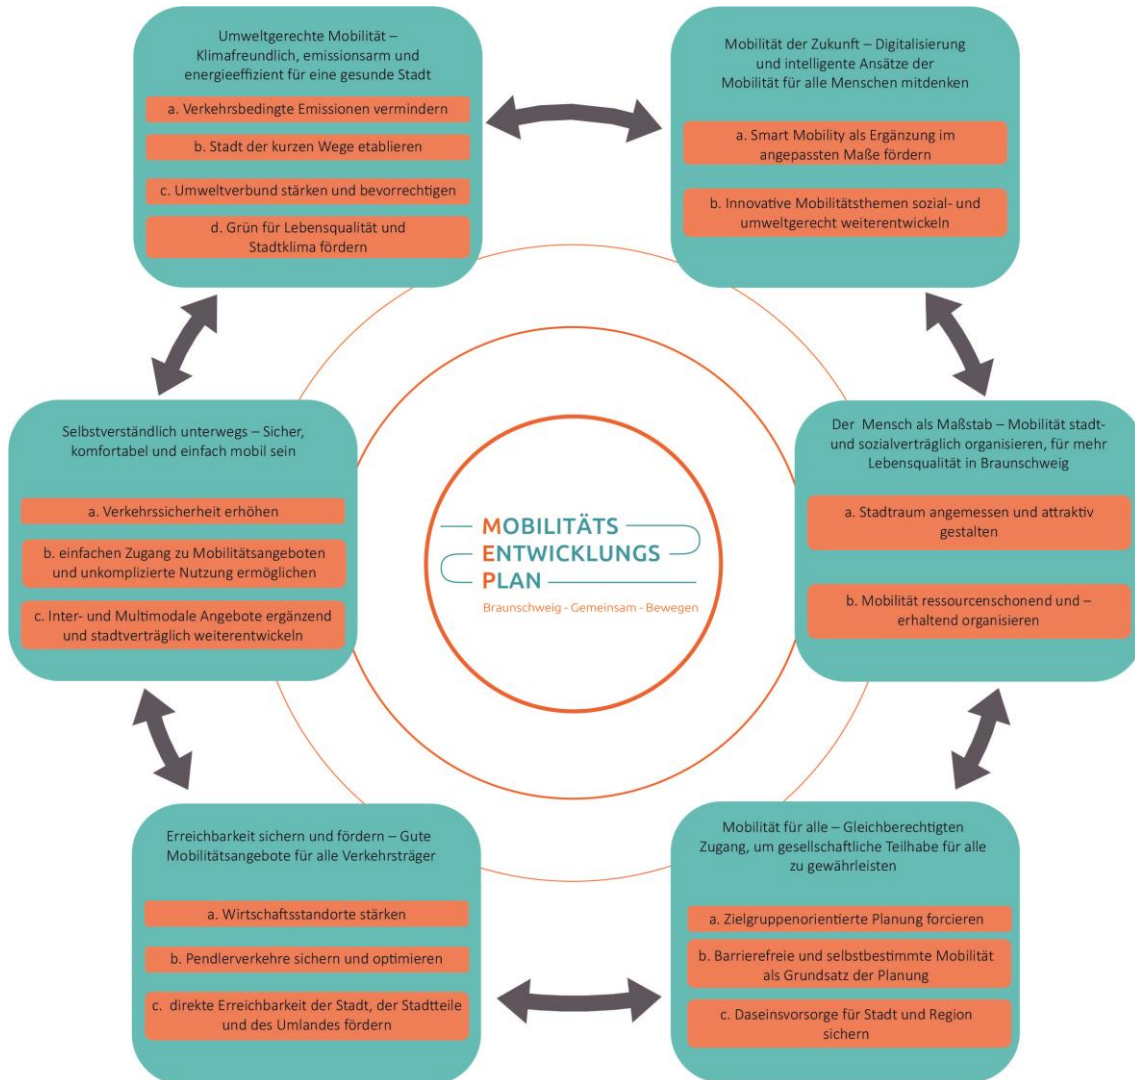 Umweltgerechte Mobilität –
Klimafreundlich, emissionsarm und
energieeffizient für eine gesunde Stadt
a. Verkehrsbedingte Emissionen vermindern
b. Stadt der kurzen Wege etablieren
c. Umweltverbund stärken und bevorrechtigen
d. Grün für Lebensqualität und
Stadtklima fördern
Mobilität der Zukunft – Digitalisierung
und intelligente Ansätze der
Mobilität für alle Menschen mitdenken
a. Smart Mobility als Ergänzung im
angepassten Maße fördern
b. Innovative Mobilitätsthemen sozial- und
umweltgerecht weiterentwickeln
Selbstverständlich unterwegs – Sicher,
komfortabel und einfach mobil sein
a. Verkehrssicherheit erhöhen
b. einfachen Zugang zu Mobilitätsangeboten
und unkomplizierte Nutzung ermöglichen
c. Inter- und Multimodale Angebote ergänzend
und stadtverträglich weiterentwickeln
MOBILITÄTS
ENTWICKLUNGS
PLAN
Braunschweig - Gemeinsam - Bewegen
Der Mensch als Maßstab – Mobilität stadt-
und sozialverträglich organisieren, für mehr
Lebensqualität in Braunschweig
a. Stadtraum angemessen und attraktiv
gestalten
b. Mobilität ressourcenschonend und –
erhaltend organisieren
Erreichbarkeit sichern und fördern – Gute
Mobilitätsangebote für alle Verkehrsträger
a. Wirtschaftsstandorte stärken
b. Pendlerverkehre sichern und optimieren
c. direkte Erreichbarkeit der Stadt, der Stadtteile
und des Umlandes fördern
Mobilität für alle – Gleichberechtigten
Zugang, um gesellschaftliche Teilhabe für alle
zu gewährleisten
a. Zielgruppenorientierte Planung forcieren
b. Barrierefreie und selbstbestimmte Mobilität
als Grundsatz der Planung
c. Daseinsvorsorge für Stadt und Region
sichern